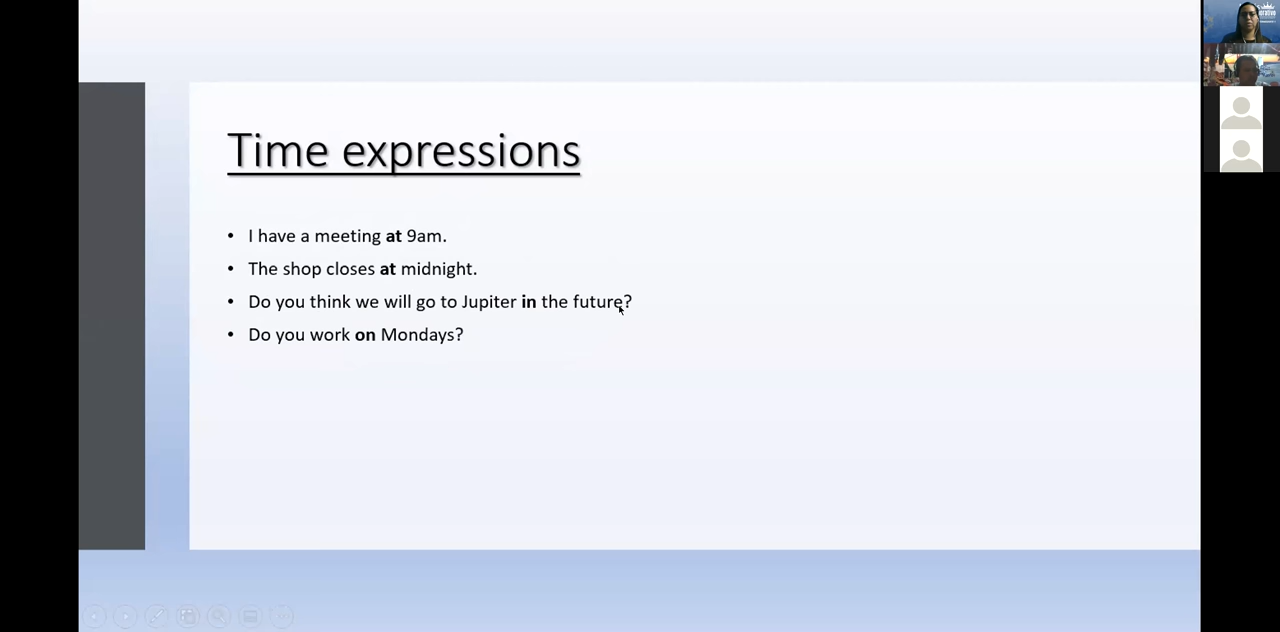 Time expressions
• I have a meeting at 9am.
• The shop closes at midnight.
• Do you think we will go to Jupiter in the future?
• Do you work on Mondays?